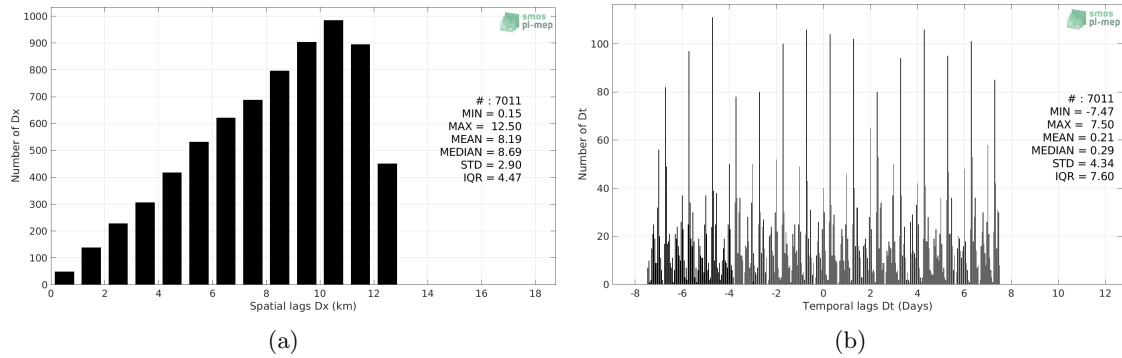 smos
pi-mep
1000
900
800
700
600
500
400
300
200
100
0
Number of Dx
# : 7011
MIN = 0.15
MAX = 12.50
MEAN = 8.19
MEDIAN = 8.69
STD = 2.90
IQR = 4.47
0 2 4 6 8 10 12 14 16 18
Spatial lags Dx (km)
(a)
smos
pi-mep
100
80
60
40
20
0
Number of Dt
# : 7011
MIN = -7.47
MAX = 7.50
MEAN = 0.21
MEDIAN = 0.29
STD = 4.34
IQR = 7.60
-8 -6 -4 -2 0 2 4 6 8 10 12
Temporal lags Dt (Days)
(b)